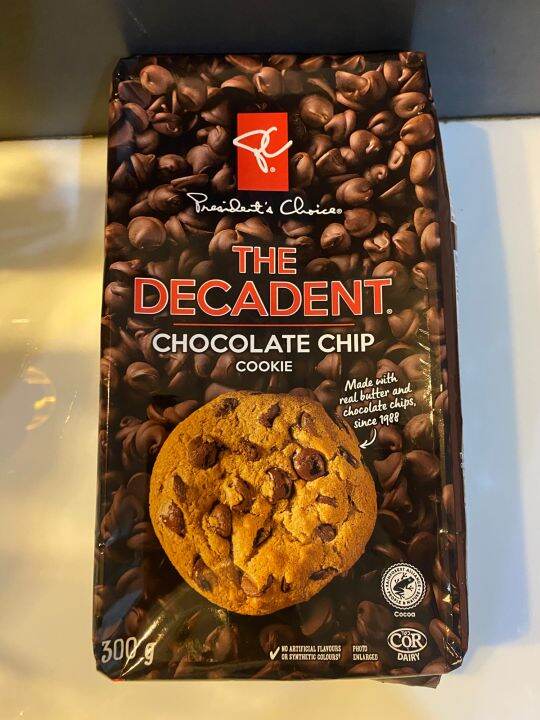 PC®
President's Choice®
THE
DECADENT®
CHOCOLATE CHIP
COOKIE
Made with
real butter and
chocolate chips,
since 1988
Cocoa
300 g
✓ NO ARTIFICIAL FLAVOURS
OR SYNTHETIC COLOURS†
PHOTO
ENLARGED
COR
DAIRY